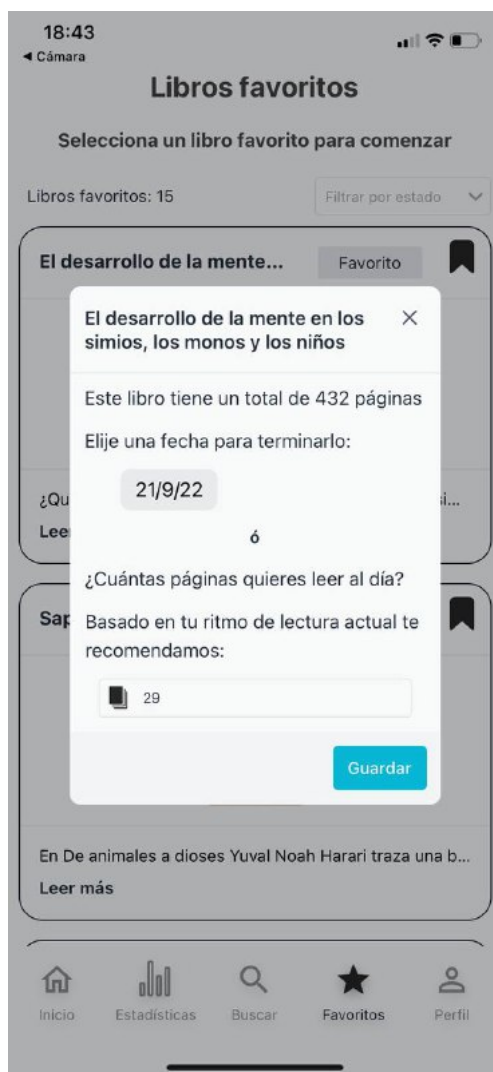 18:43
Cámara
Libros favoritos
Selecciona un libro favorito para comenzar
Libros favoritos: 15
Filtrar por estado
El desarrollo de la mente...
Favorito
El desarrollo de la mente en los
simios, los monos y los niños
Este libro tiene un total de 432 páginas
Elije una fecha para terminarlo:
21/9/22
ó
¿Cuántas páginas quieres leer al día?
Basado en tu ritmo de lectura actual te
recomendamos:
29
Guardar
En De animales a dioses Yuval Noah Harari traza una b...
Leer más
Inicio
Estadísticas
Buscar
Favoritos
Perfil